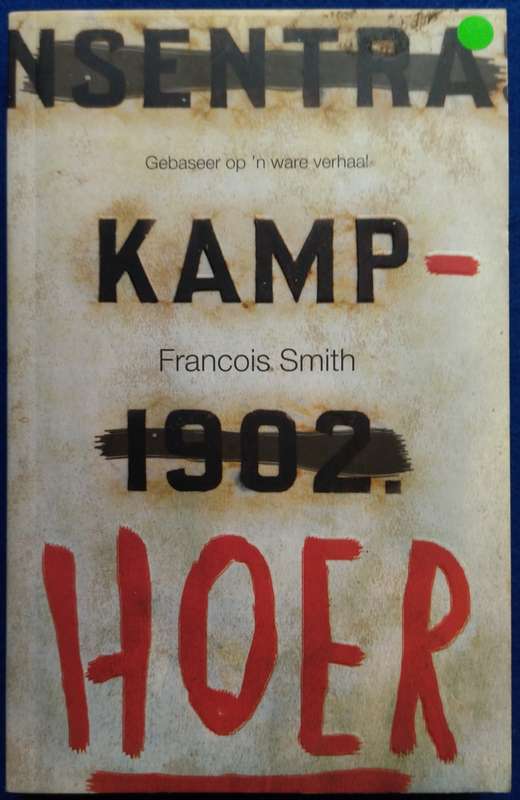 NSENTRA
Gebaseer op 'n ware verhaal
KAMP-
Francois Smith
1902.
HOER